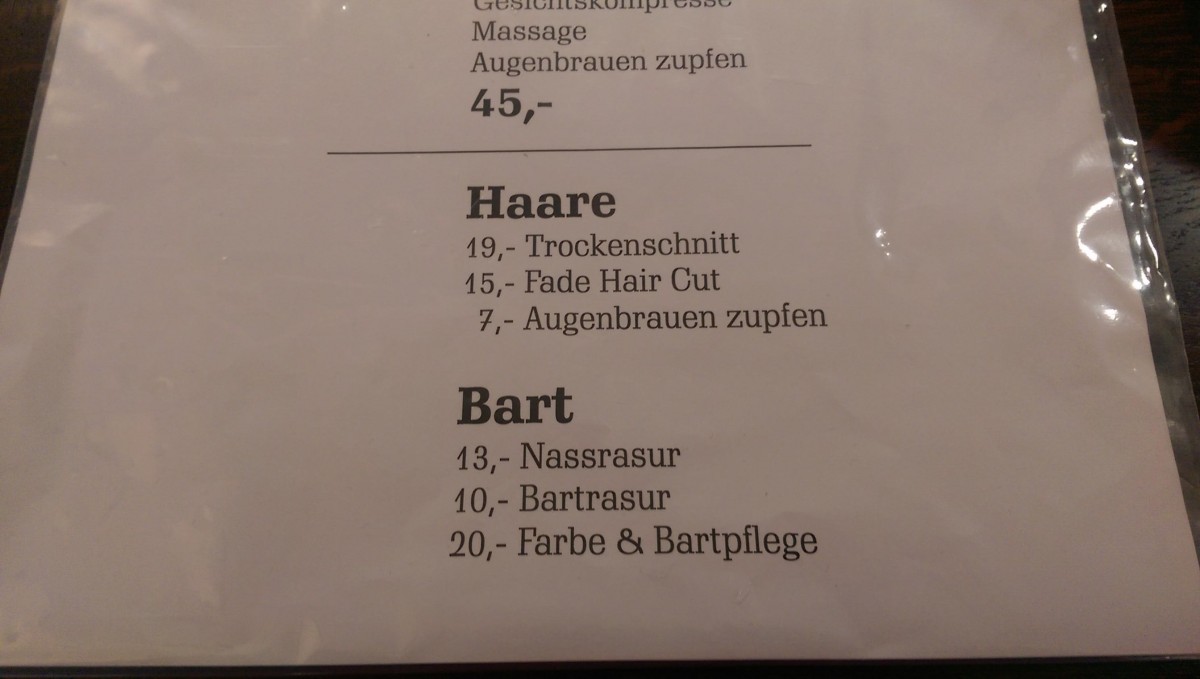 Gesichtskompresse
Massage
Augenbrauen zupfen
45,-
Haare
19,- Trockenschnitt
15,- Fade Hair Cut
7,- Augenbrauen zupfen
Bart
13,- Nassrasur
10,- Bartrasur
20,- Farbe & Bartpflege